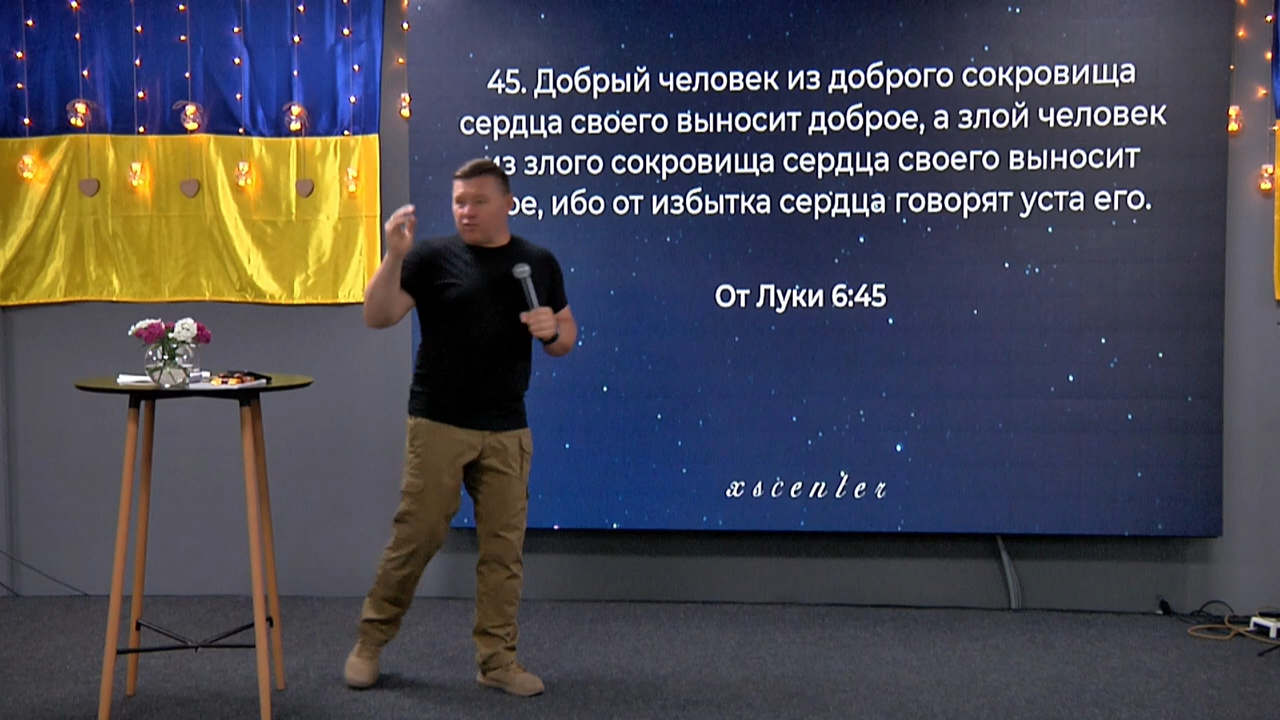 45. Добрый человек из доброго сокровища
сердца своего выносит доброе, а злой человек
из злого сокровища сердца своего выносит
ибо от избытка сердца говорят уста его.
От Луки 6:45
xscenter